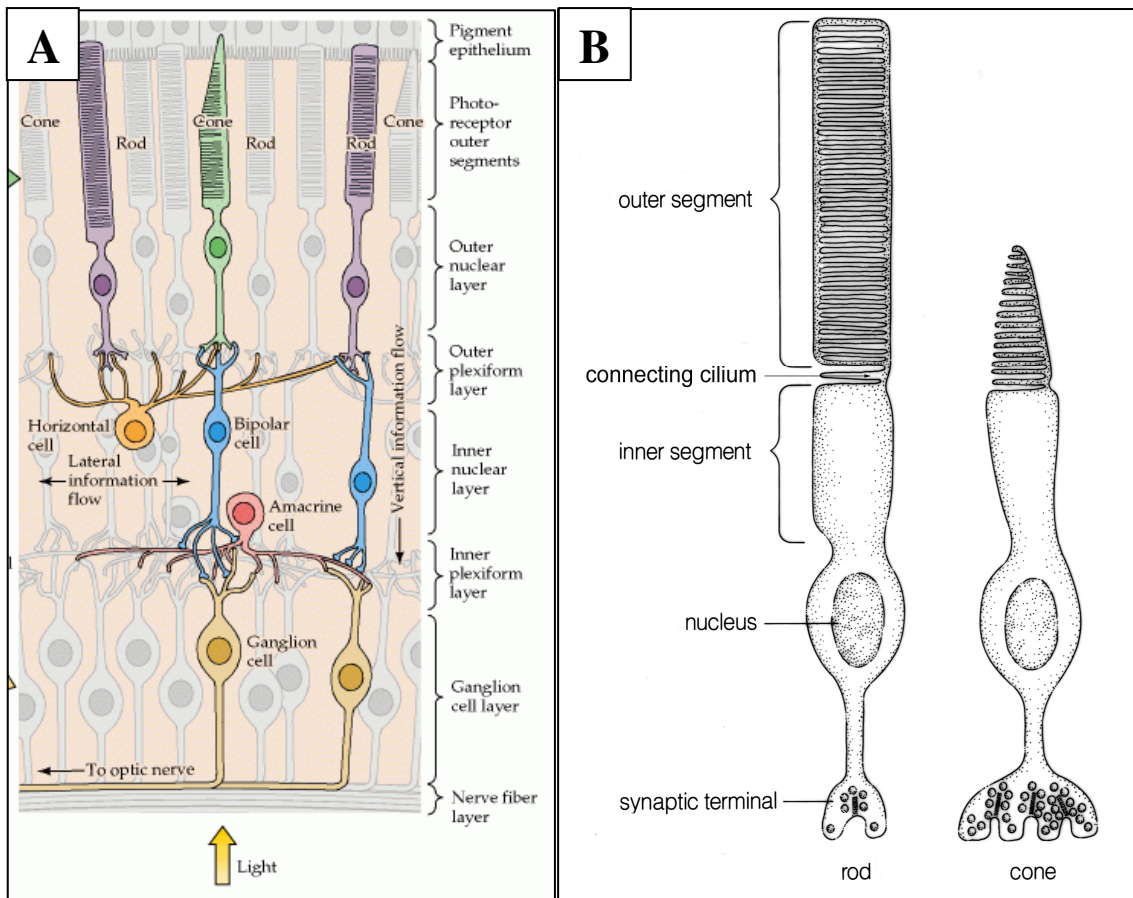 A
Pigment
epithelium
Photo-
receptor
outer
segments
Cone
Rod
Cone
Rod
Rod
Cone
Outer
nuclear
layer
Outer
plexiform
layer
Horizontal
cell
Bipolar
cell
Lateral
information
flow
Inner
nuclear
layer
Vertical information flow
Amacrine
cell
Inner
plexiform
layer
Ganglion
cell
Ganglion
cell layer
To optic nerve
Nerve fiber
layer
Light
B
outer segment
connecting cilium
inner segment
nucleus
synaptic terminal
rod
cone